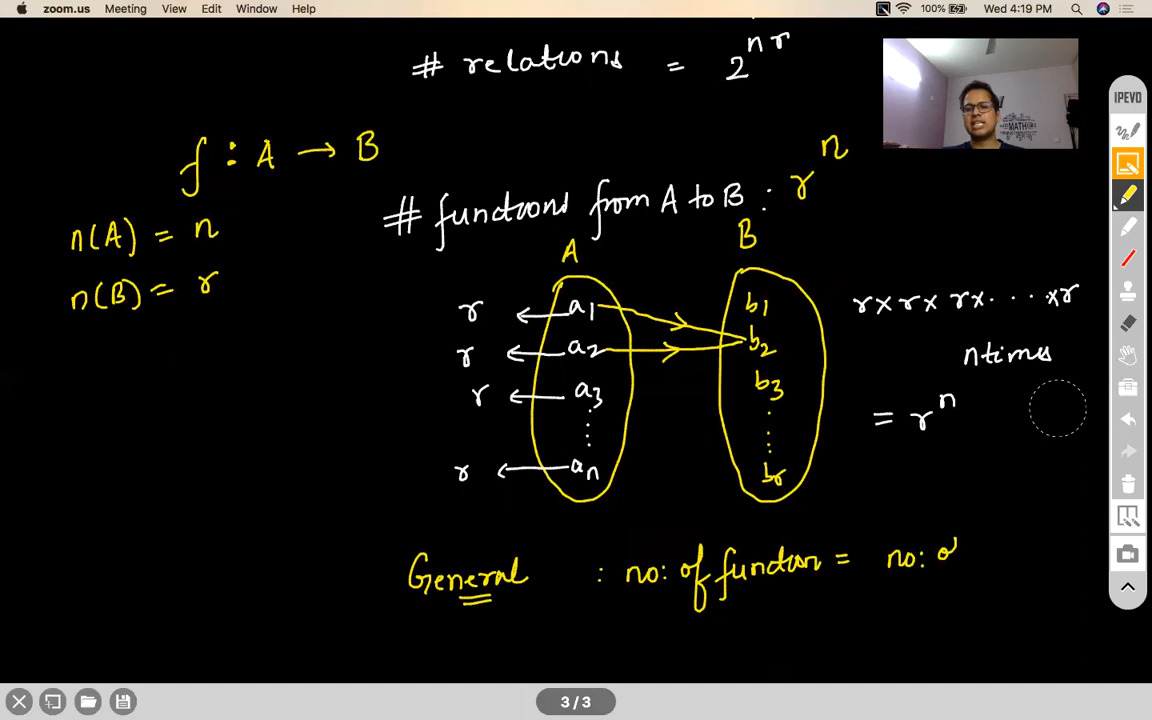 zoom.us Meeting View Edit Window Help 100% Wed 4:19 PM
# relations = 2^nr
f : A → B
# functions from A to B : r^n
n(A) = n
n(B) = r
A B
r ← a1 b1 r x r x r x . . . . x r
r ← a2 b2 n times
r ← a3 b3
= r^n
r ← an br
General : no: of function = no: o
3 / 3
IPEVO
MATH